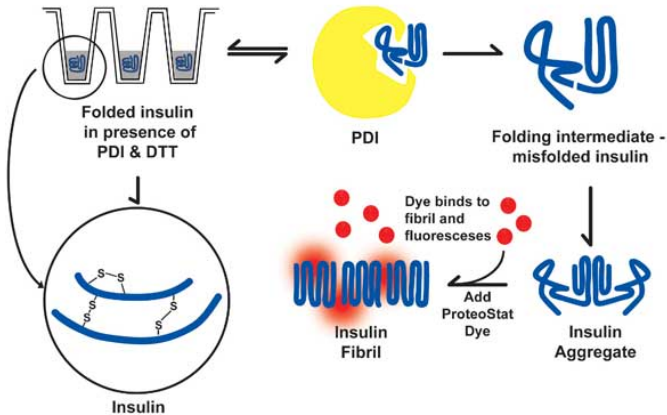 Folded insulin
in presence of
PDI & DTT
PDI
Folding intermediate -
misfolded insulin
Dye binds to
fibril and
fluoresceses
S
S
S
S
S
S
Insulin
Insulin
Fibril
Add
ProteoStat
Dye
Insulin
Aggregate